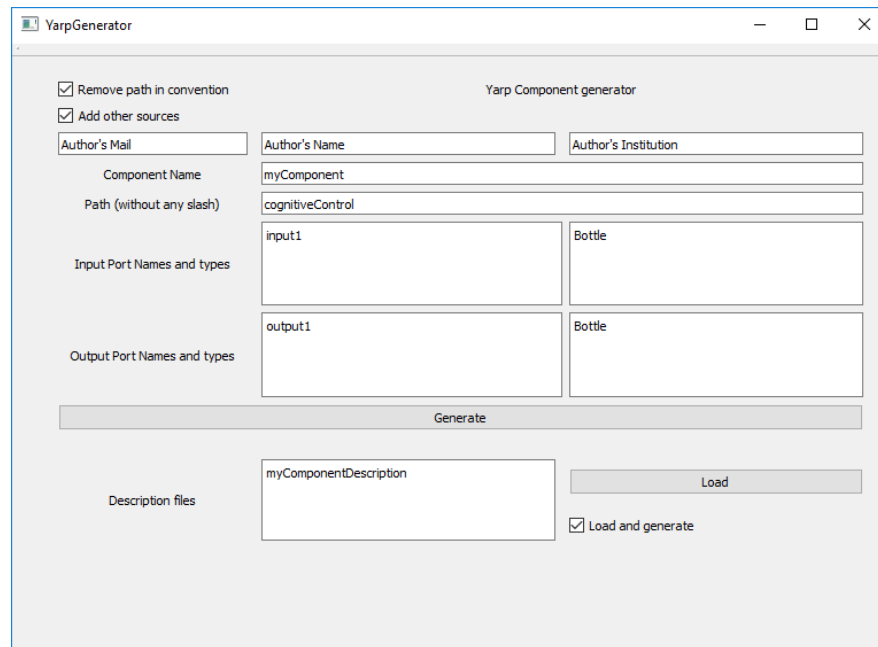 YarpGenerator
Remove path in convention
Yarp Component generator
Add other sources
Author's Mail
Author's Name
Author's Institution
Component Name
myComponent
Path (without any slash)
cognitiveControl
Input Port Names and types
input1
Bottle
Output Port Names and types
output1
Bottle
Generate
Description files
myComponentDescription
Load
Load and generate